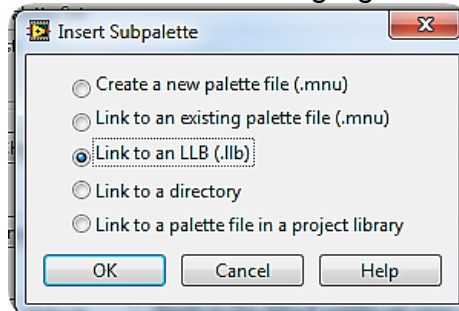 Insert Subpalette
Create a new palette file (.mnu)
Link to an existing palette file (.mnu)
Link to an LLB (.llb)
Link to a directory
Link to a palette file in a project library
OK Cancel Help